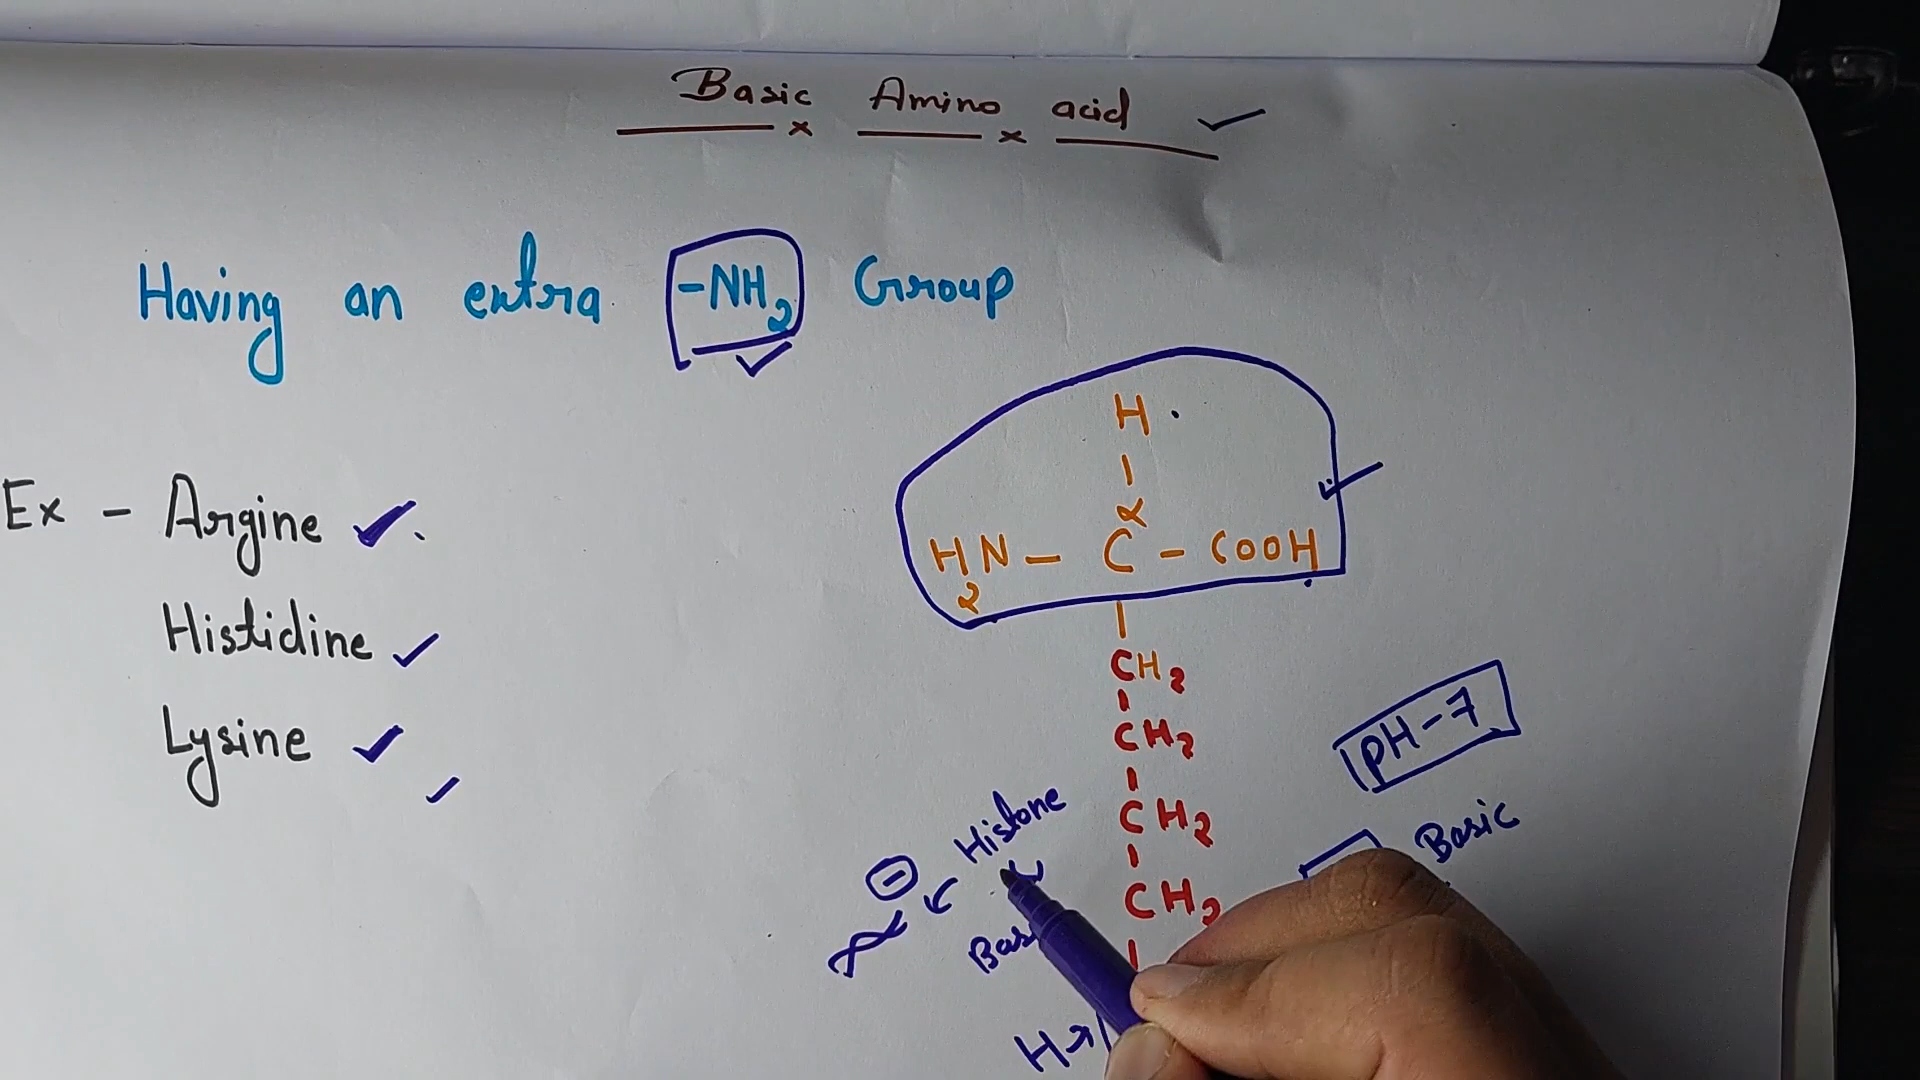 Basic Amino acid
Having an extra -NH2 Group
Ex - Argine
Histidine
Lysine
H
α
H2N - C - COOH
CH2
CH2
CH2
CH2
pH-7
Basic
Histone
-